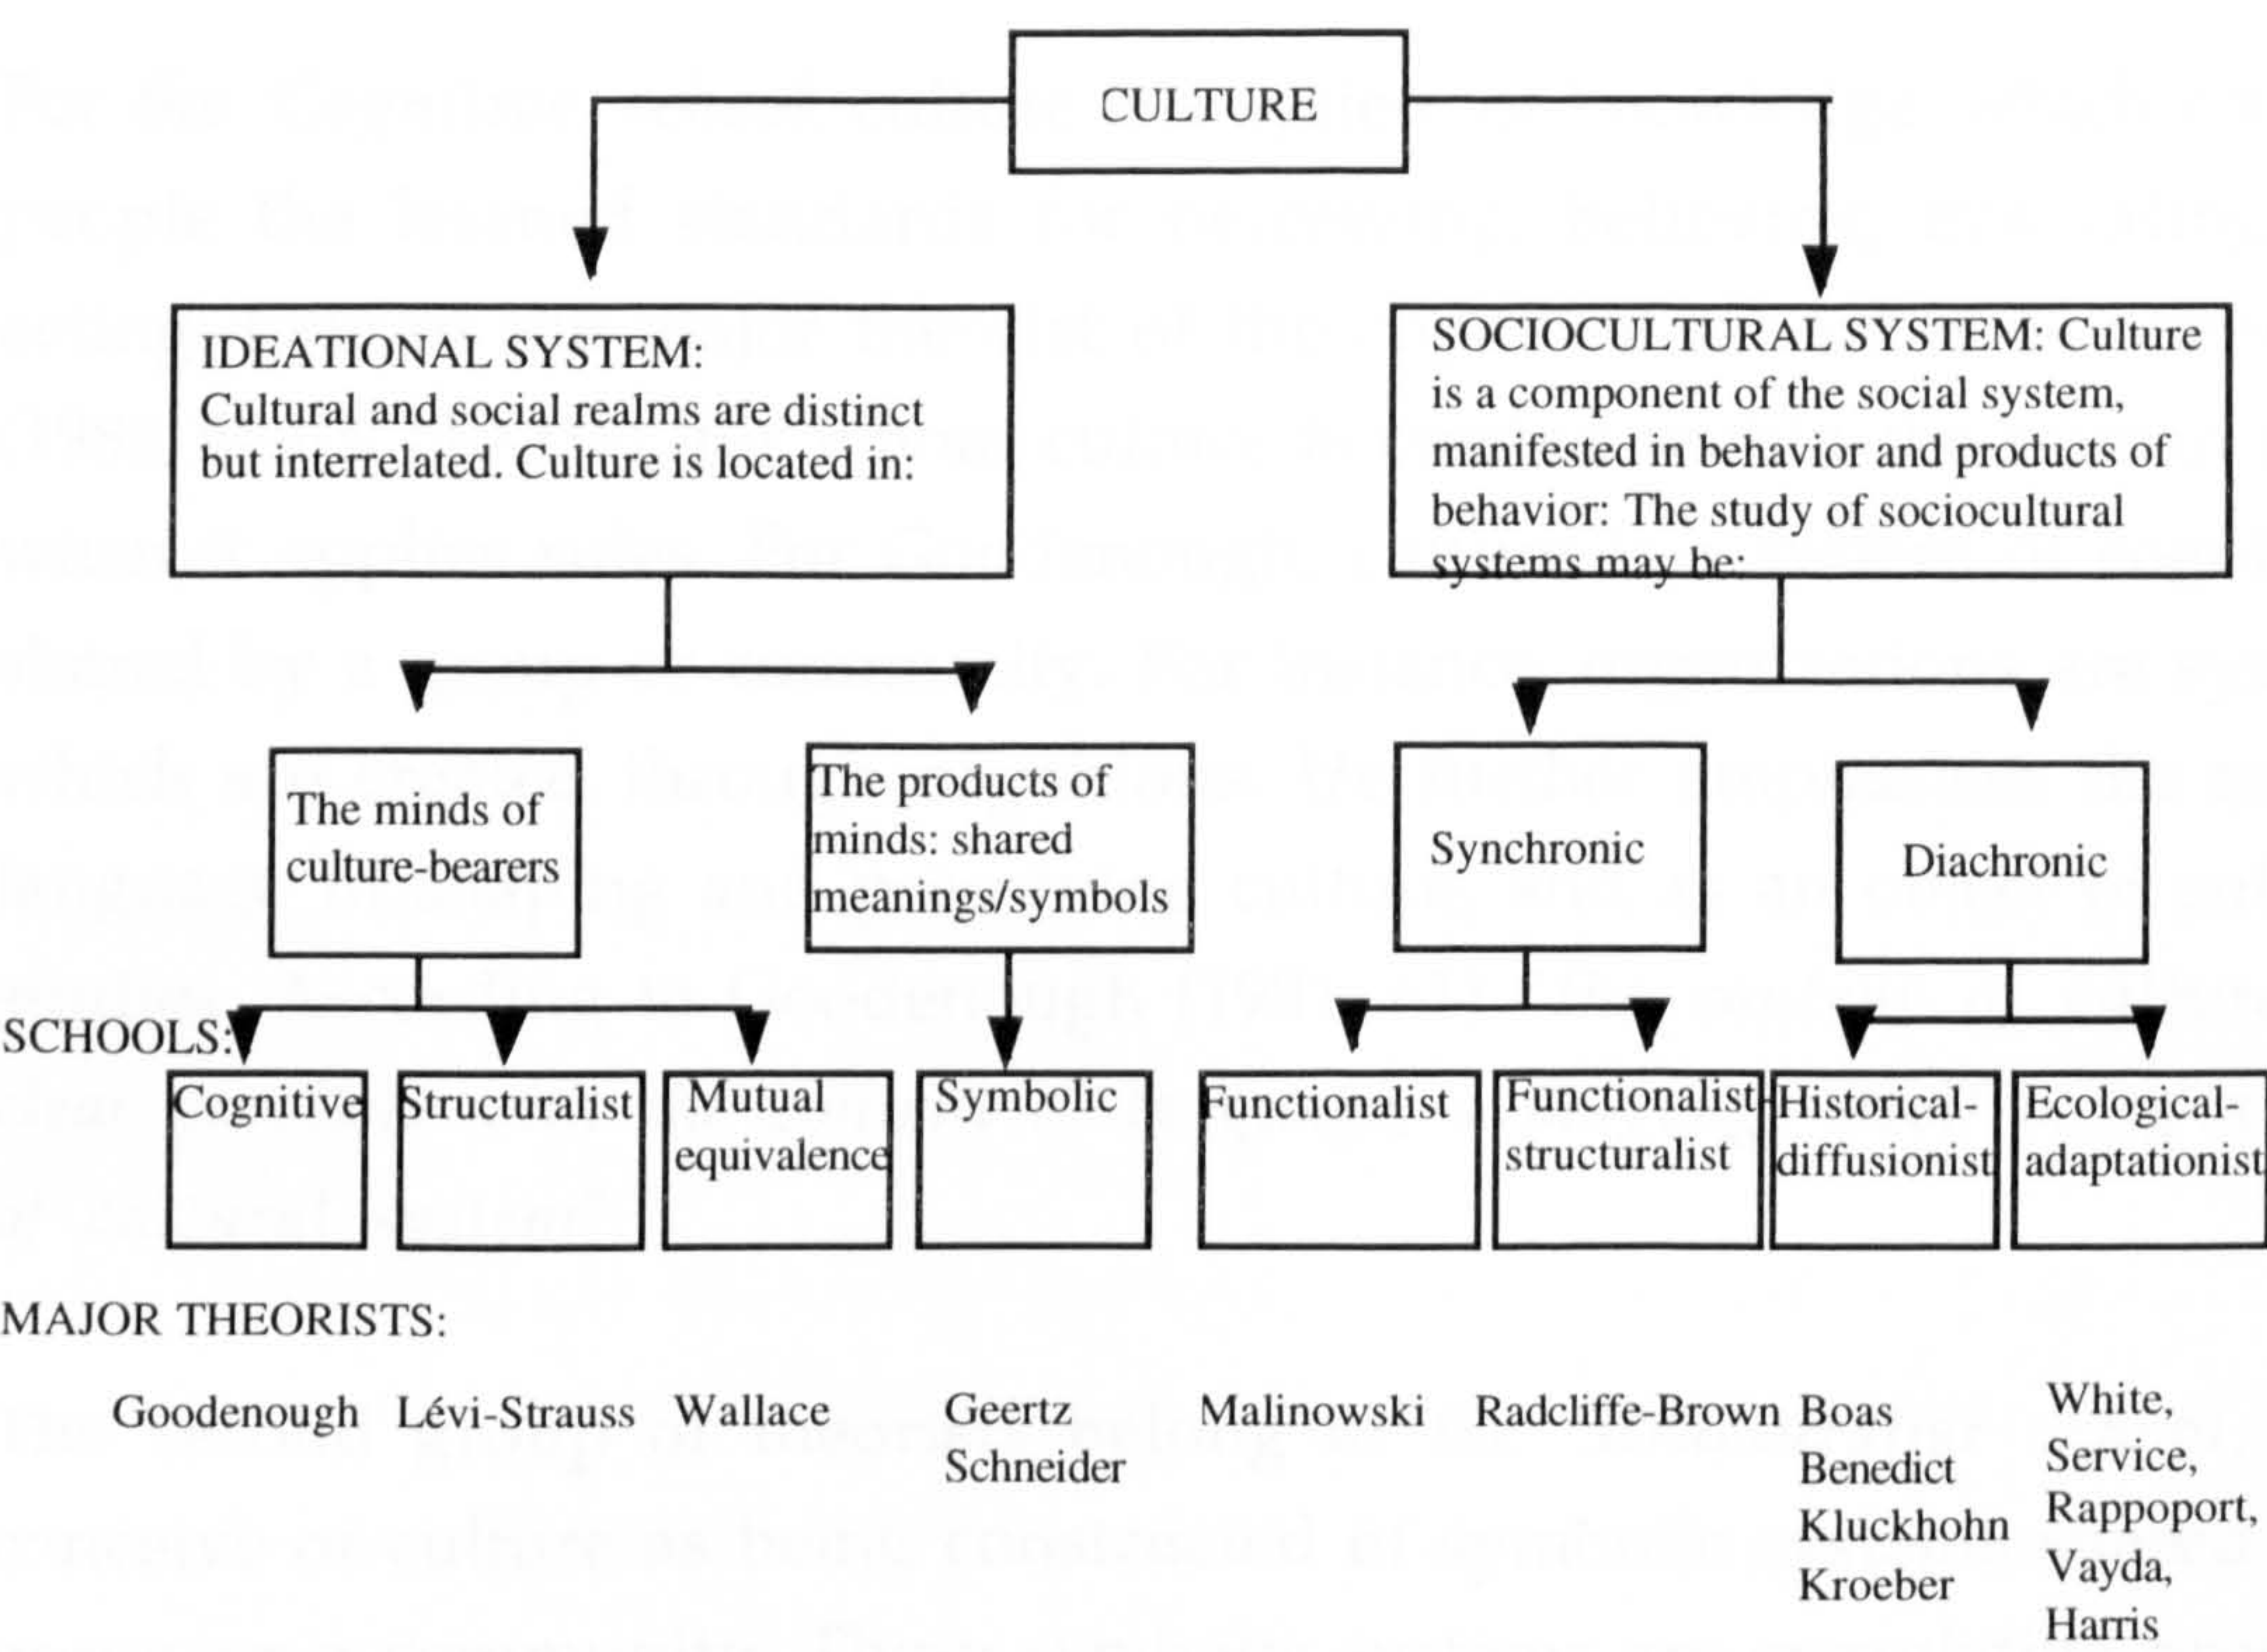 CULTURE
IDEATIONAL SYSTEM:
Cultural and social realms are distinct
but interrelated. Culture is located in:
SOCIOCULTURAL SYSTEM: Culture
is a component of the social system,
manifested in behavior and products of
behavior: The study of sociocultural
systems may be:
The minds of
culture-bearers
The products of
minds: shared
meanings/symbols
Synchronic
Diachronic
SCHOOLS:
Cognitive
Structuralist
Mutual
equivalence
Symbolic
Functionalist
Functionalist-
structuralist
Historical-
diffusionist
Ecological-
adaptationist
MAJOR THEORISTS:
Goodenough
Lévi-Strauss
Wallace
Geertz
Schneider
Malinowski
Radcliffe-Brown
Boas
Benedict
Kluckhohn
Kroeber
White,
Service,
Rappoport,
Vayda,
Harris